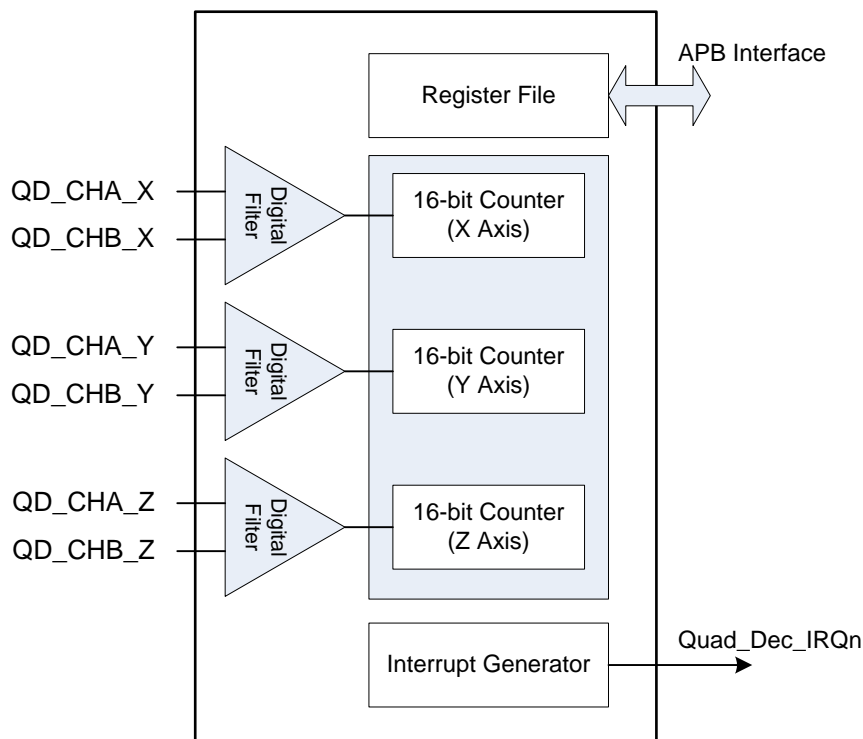 APB Interface
Register File
QD_CHA_X
QD_CHB_X
Digital
Filter
16-bit Counter
(X Axis)
QD_CHA_Y
QD_CHB_Y
Digital
Filter
16-bit Counter
(Y Axis)
QD_CHA_Z
QD_CHB_Z
Digital
Filter
16-bit Counter
(Z Axis)
Interrupt Generator
Quad_Dec_IRQn